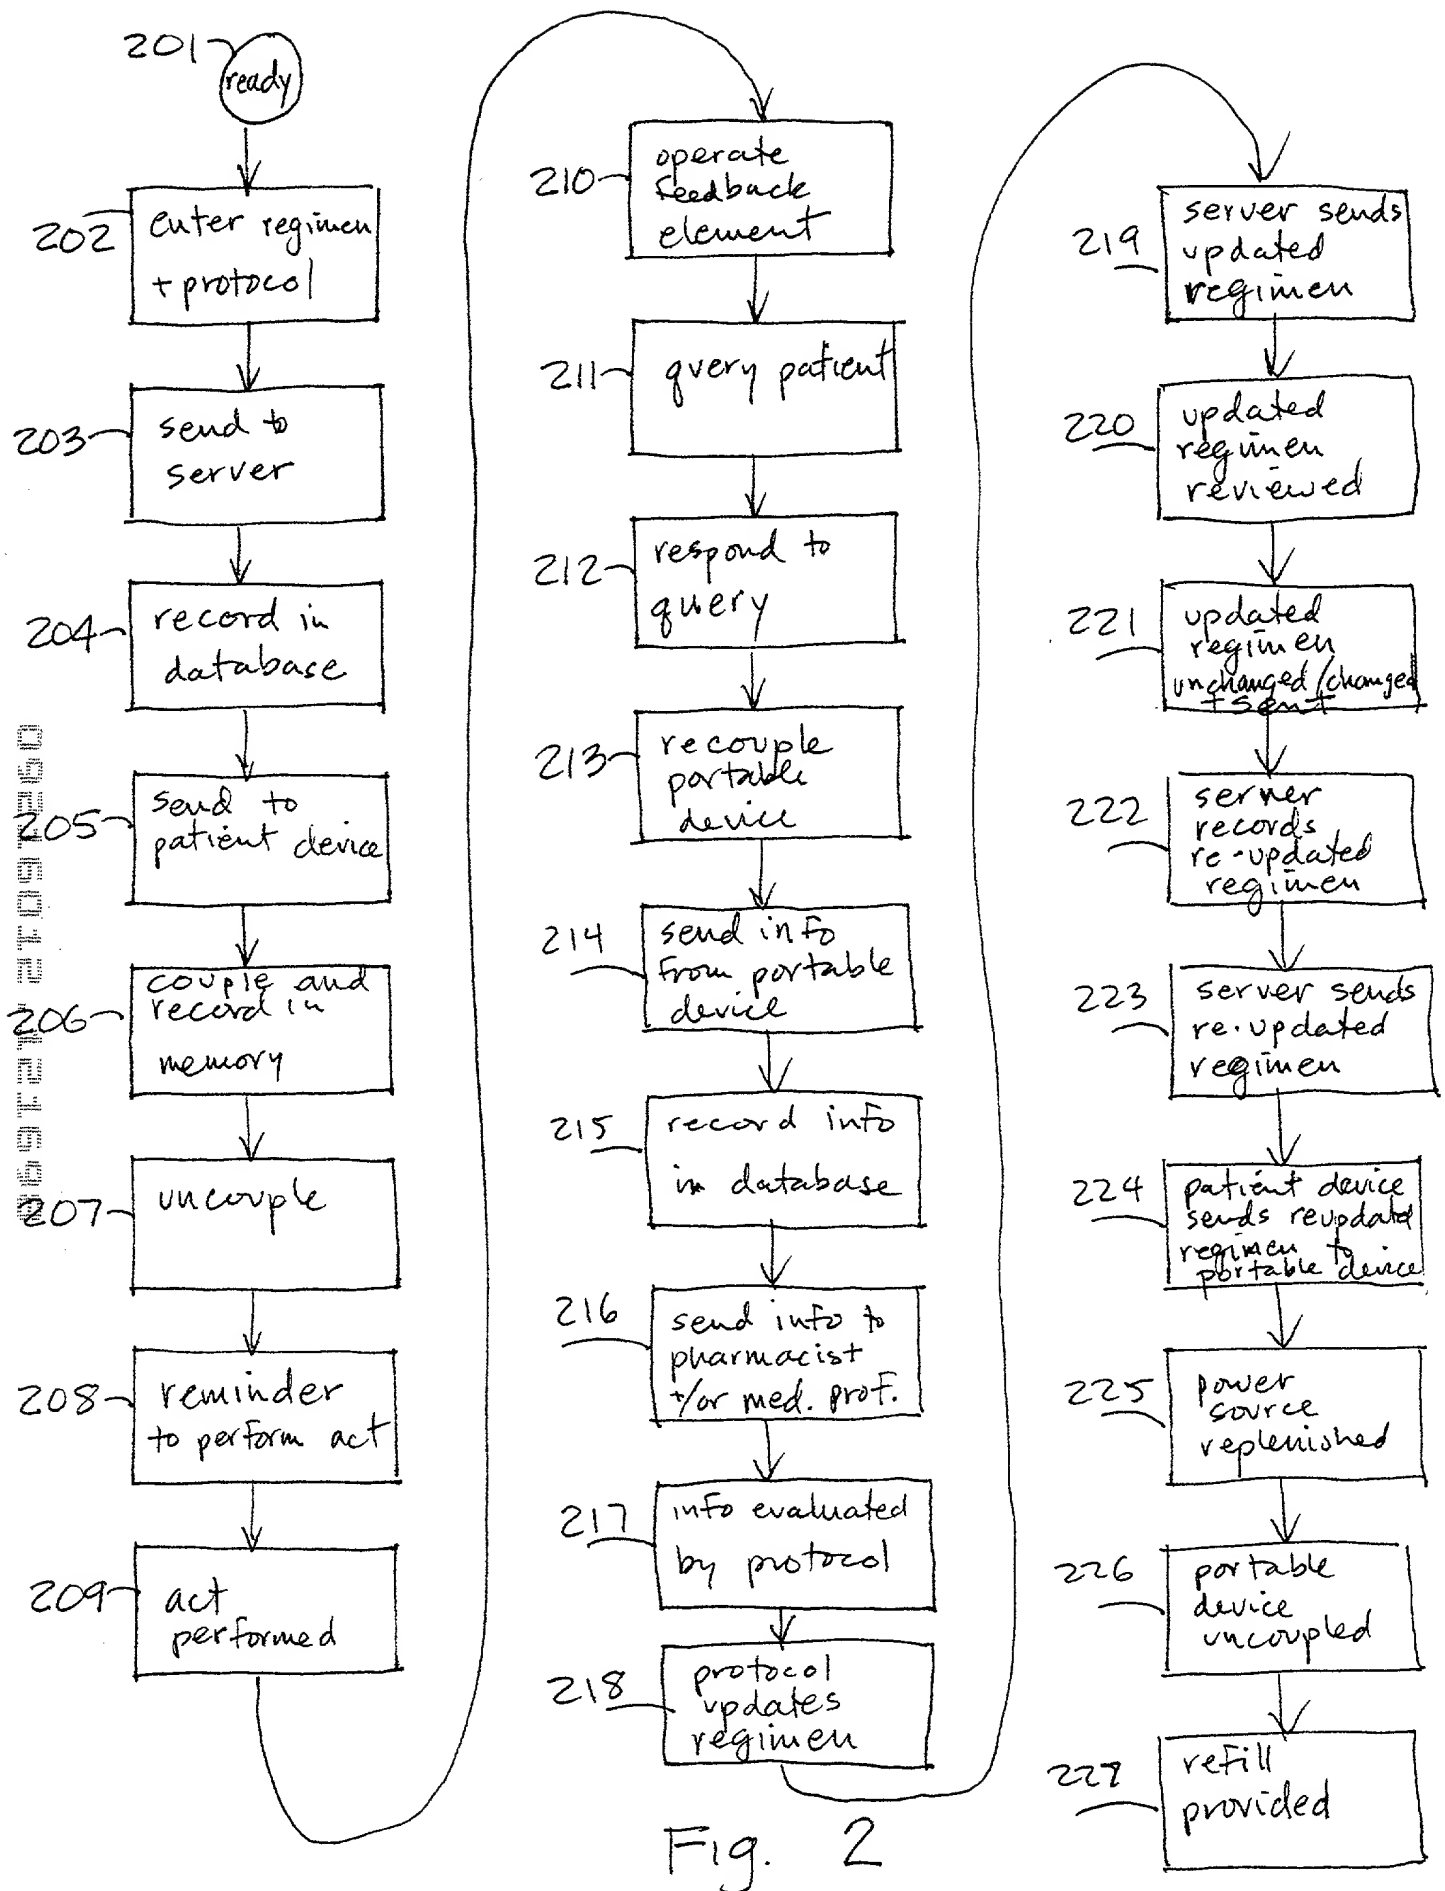 201
ready
202
enter regimen
+ protocol
203
send to
server
204
record in
database
205
send to
patient device
206
couple and
record in
memory
207
uncouple
208
reminder
to perform act
209
act
performed
210
operate
feedback
element
211
query patient
212
respond to
query
213
recouple
portable
device
214
send info
from portable
device
215
record info
in database
216
send info to
pharmacist
+/or med. prof.
217
info evaluated
by protocol
218
protocol
updates
regimen
219
server sends
updated
regimen
220
updated
regimen
reviewed
221
updated
regimen
unchanged/changed
+ sent
222
server
records
re-updated
regimen
223
server sends
re-updated
regimen
224
patient device
sends reupdated
regimen to
portable device
225
power
source
replenished
226
portable
device
uncoupled
227
refill
provided
Fig. 2